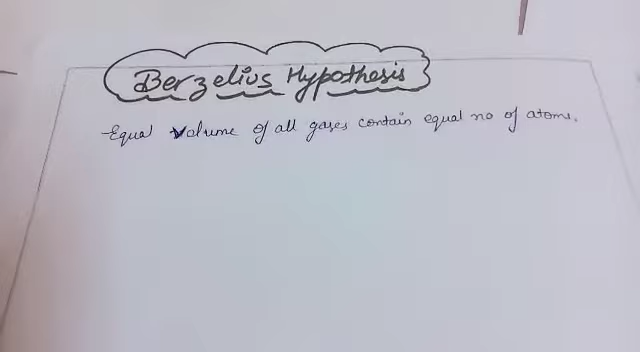 Berzelius Hypothesis
Equal Volume of all gases contain equal no of atoms.